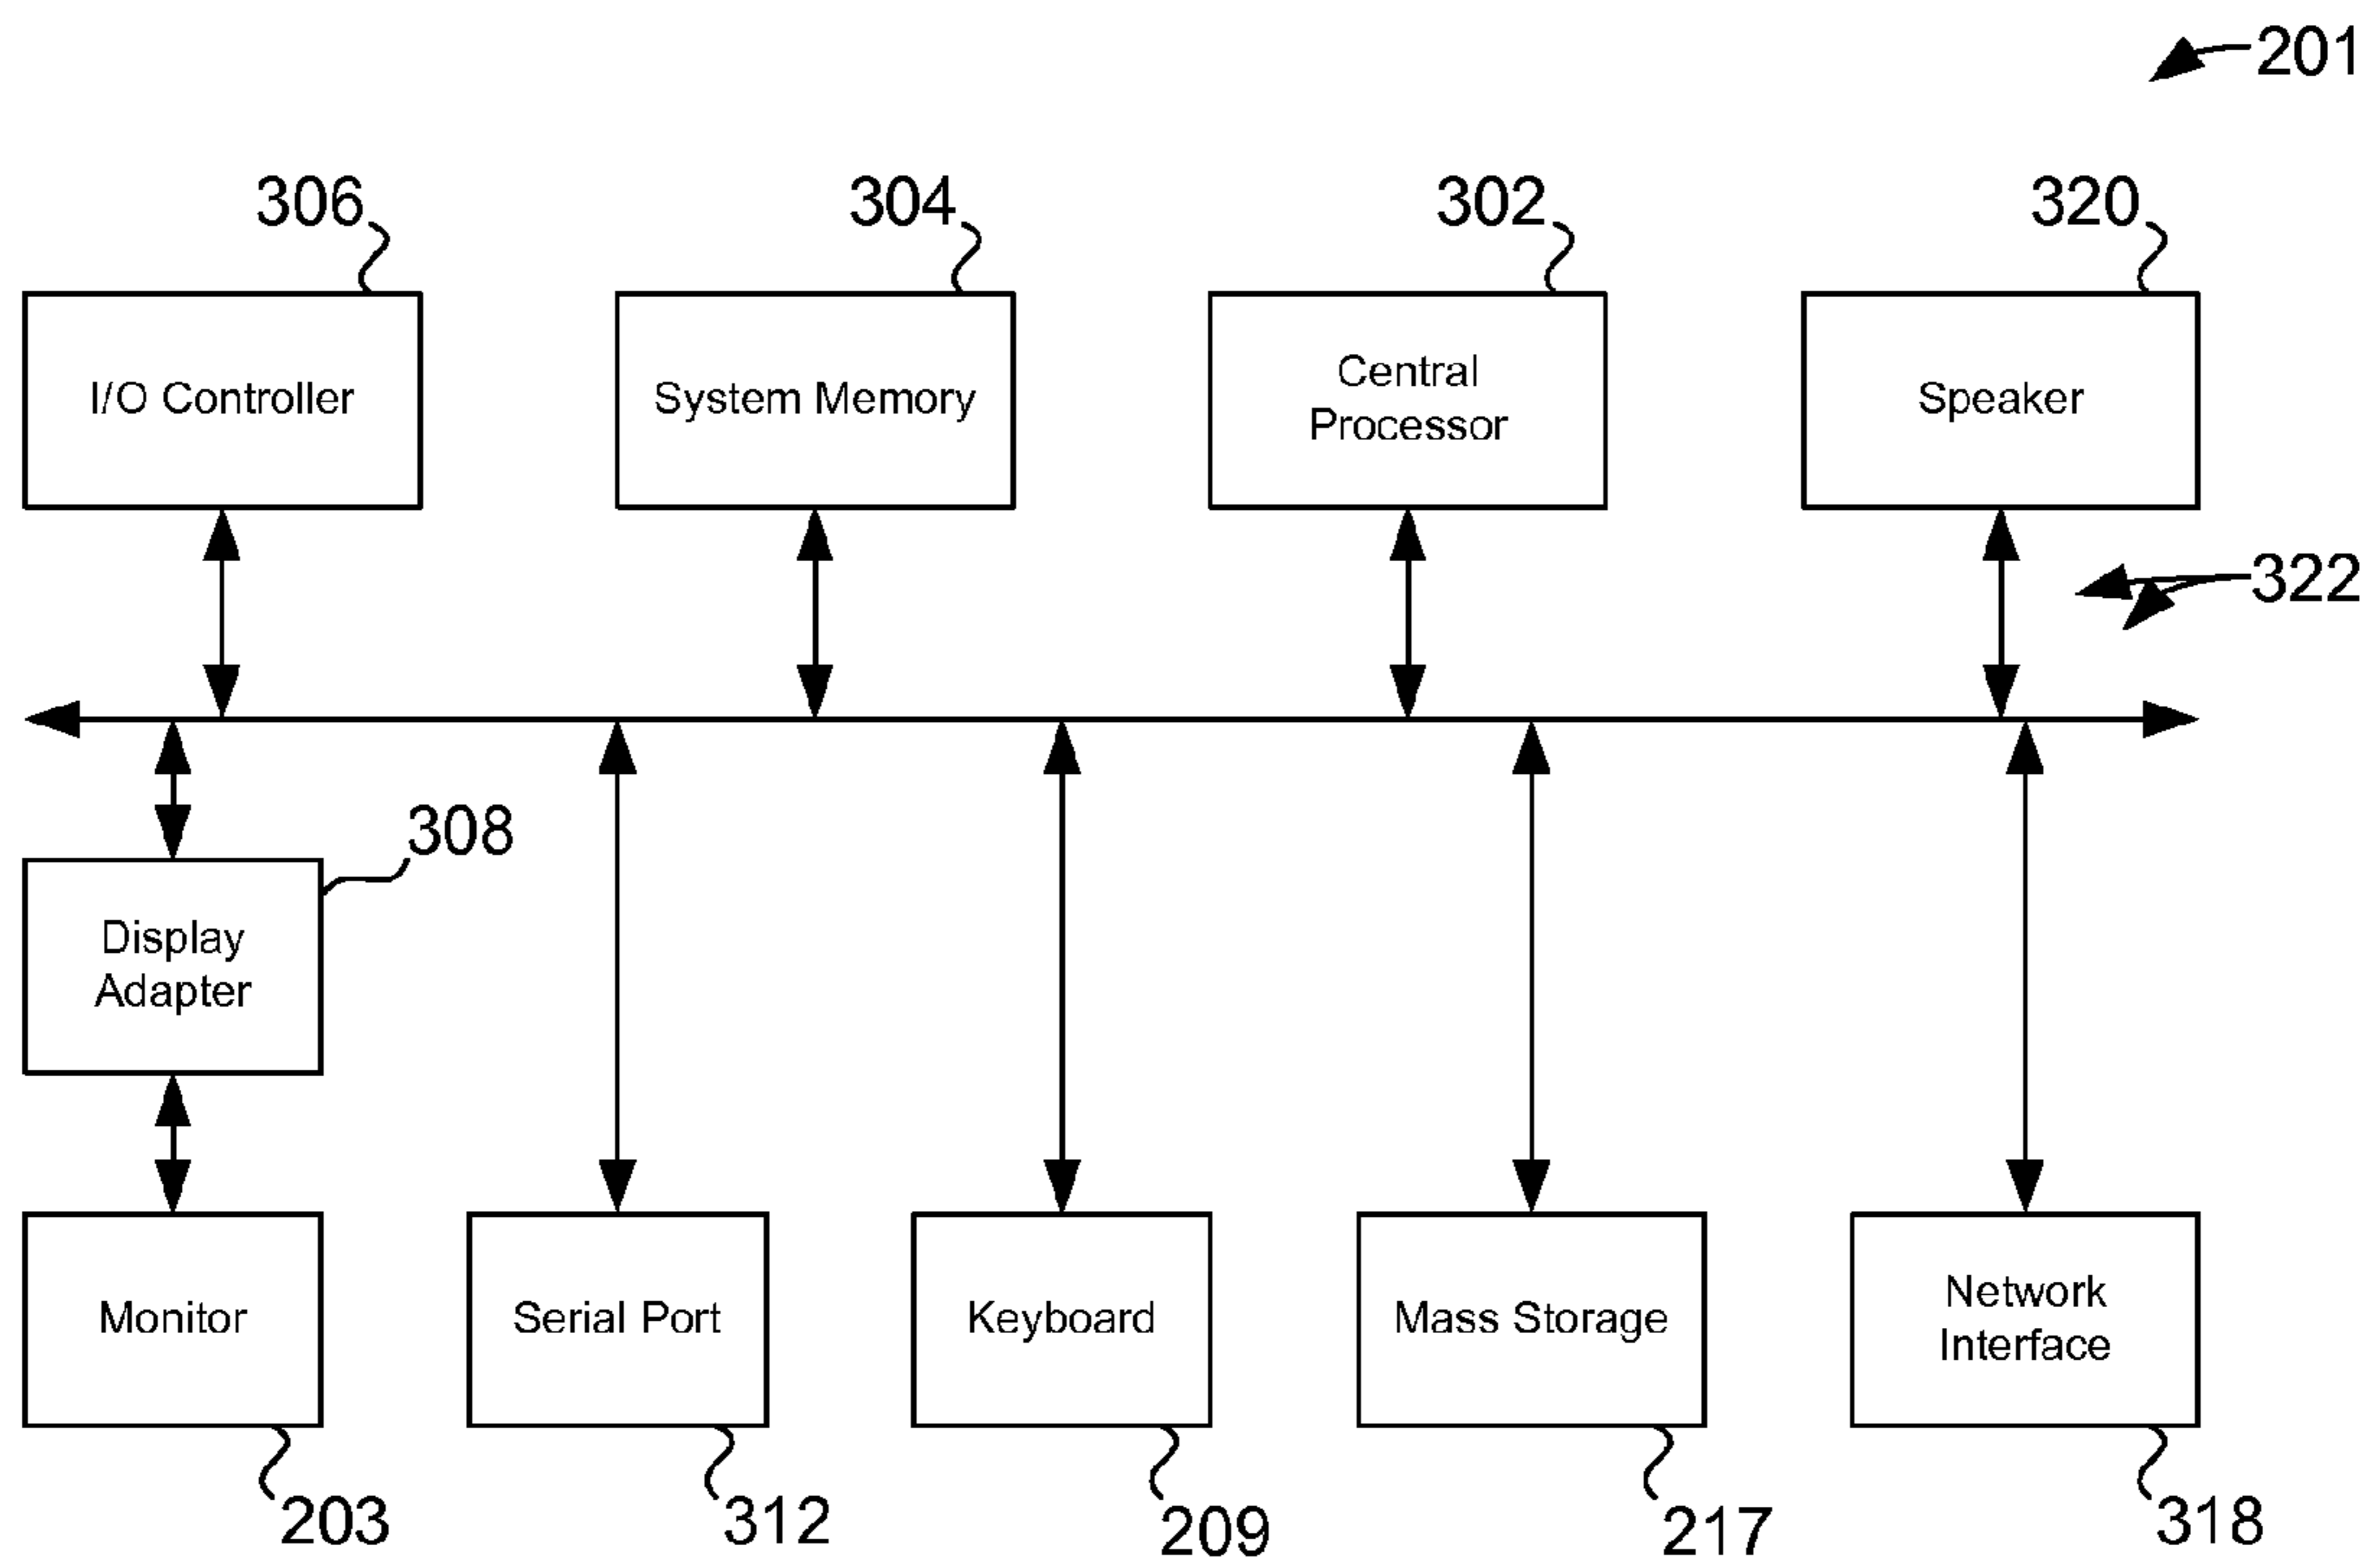 201
306
304
302
320
I/O Controller
System Memory
Central
Processor
Speaker
322
308
Display
Adapter
Monitor
Serial Port
Keyboard
Mass Storage
Network
Interface
203
312
209
217
318